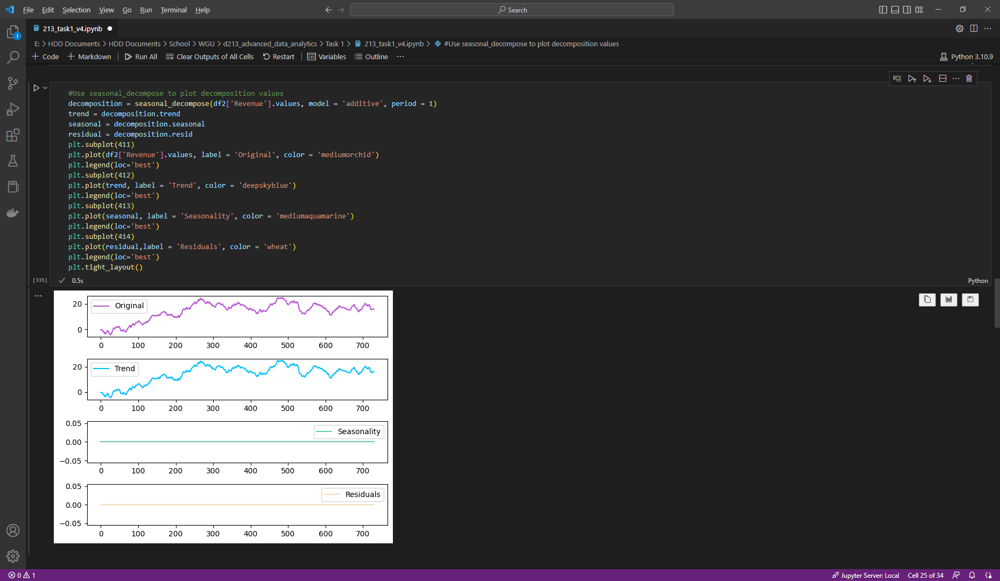 File Edit Selection View Go Run Terminal Help
Search
213_task1_v4.ipynb
1
E: > HDD Documents > HDD Documents > School > WGU > d213_advanced_data_analytics > Task 1 > 213_task1_v4.ipynb > #Use seasonal_decompose to plot decomposition values
+ Code + Markdown Run All Clear Outputs of All Cells Restart Variables Outline ...
Python 3.10.9
#Use seasonal_decompose to plot decomposition values
decomposition = seasonal_decompose(df2['Revenue'].values, model = 'additive', period = 1)
trend = decomposition.trend
seasonal = decomposition.seasonal
residual = decomposition.resid
plt.subplot(411)
plt.plot(df2['Revenue'].values, label = 'Original', color = 'mediumorchid')
plt.legend(loc='best')
plt.subplot(412)
plt.plot(trend, label = 'Trend', color = 'deepskyblue')
plt.legend(loc='best')
plt.subplot(413)
plt.plot(seasonal, label = 'Seasonality', color = 'mediumaquamarine')
plt.legend(loc='best')
plt.subplot(414)
plt.plot(residual,label = 'Residuals', color = 'wheat')
plt.legend(loc='best')
plt.tight_layout()
[335] 0.5s Python
20
0
Original
0 100 200 300 400 500 600 700
20
0
Trend
0 100 200 300 400 500 600 700
0.05
0.00
−0.05
Seasonality
0 100 200 300 400 500 600 700
0.05
0.00
−0.05
Residuals
0 100 200 300 400 500 600 700
0 1 Jupyter Server: Local Cell 25 of 34